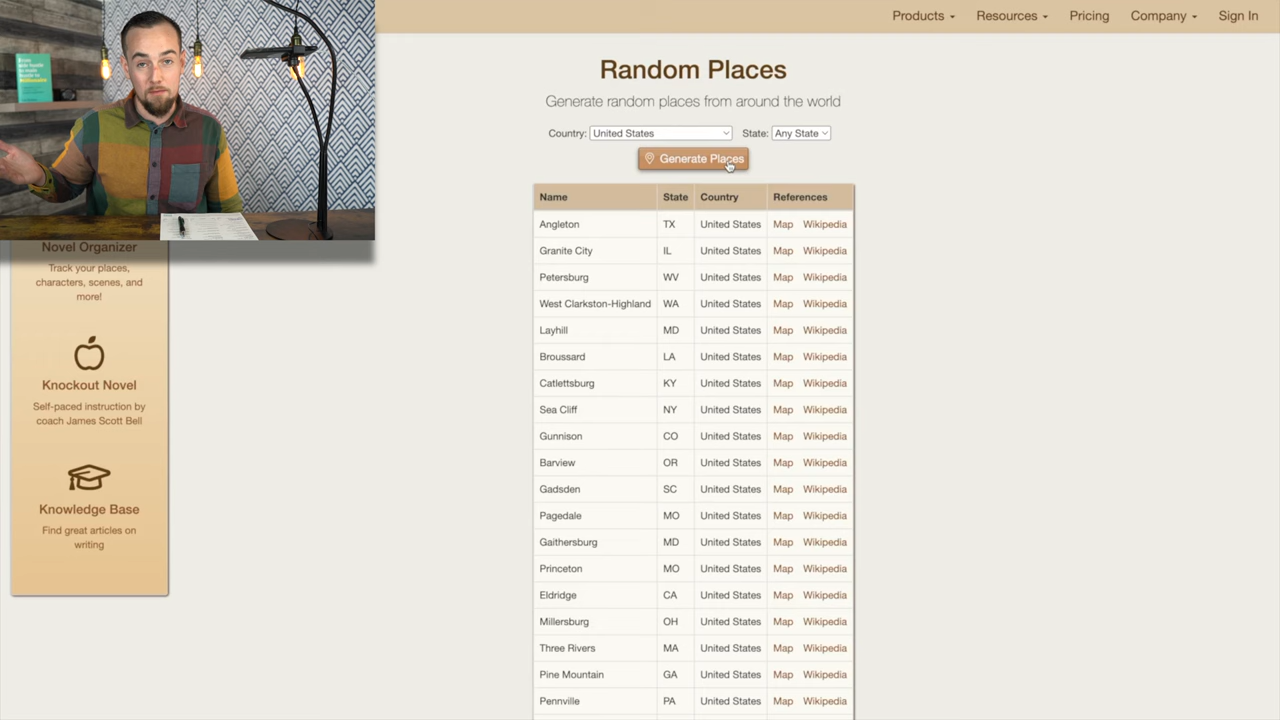 Products Resources Pricing Company Sign In
Random Places
Generate random places from around the world
Country: United States State: Any State
Generate Places
Name State Country References
Angleton TX United States Map Wikipedia
Granite City IL United States Map Wikipedia
Petersburg WV United States Map Wikipedia
West Clarkston-Highland WA United States Map Wikipedia
Layhill MD United States Map Wikipedia
Broussard LA United States Map Wikipedia
Catlettsburg KY United States Map Wikipedia
Sea Cliff NY United States Map Wikipedia
Gunnison CO United States Map Wikipedia
Barview OR United States Map Wikipedia
Gadsden SC United States Map Wikipedia
Pagedale MO United States Map Wikipedia
Gaithersburg MD United States Map Wikipedia
Princeton MO United States Map Wikipedia
Eldridge CA United States Map Wikipedia
Millersburg OH United States Map Wikipedia
Three Rivers MA United States Map Wikipedia
Pine Mountain GA United States Map Wikipedia
Pennville PA United States Map Wikipedia
Novel Organizer
Track your places,
characters, scenes, and
more!
Knockout Novel
Self-paced instruction by
coach James Scott Bell
Knowledge Base
Find great articles on
writing